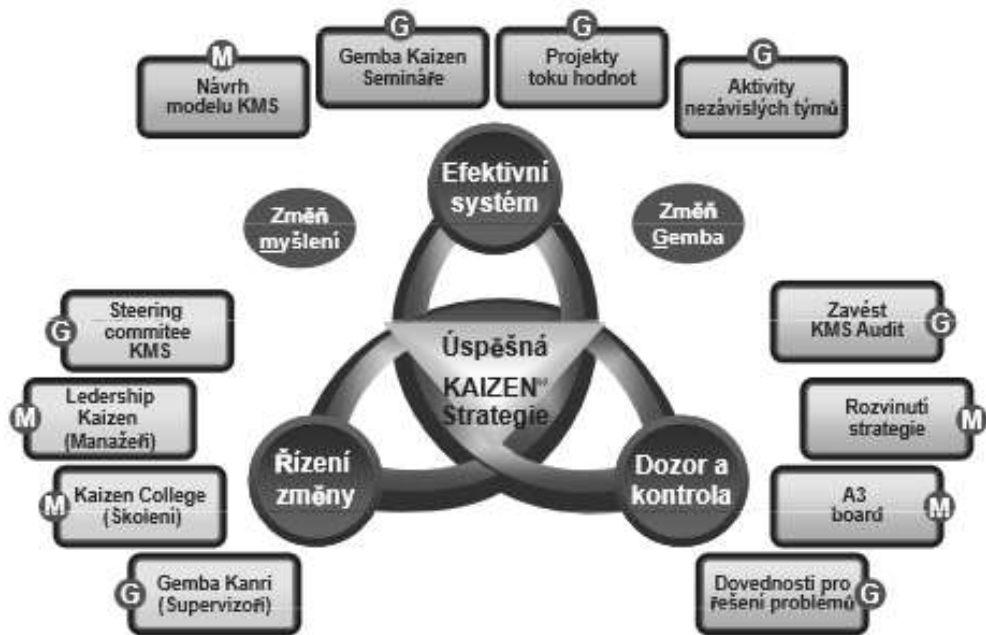 M
Návrh
modelu KMS
G
Gemba Kaizen
Semináře
G
Projekty
toku hodnot
G
Aktivity
nezávislých týmů
Efektivní
systém
Změň
myšlení
Změň
Gemba
G
Steering
commitee
KMS
M
Ledership
Kaizen
(Manažeři)
M
Kaizen College
(Školení)
G
Gemba Kanri
(Supervizoři)
Úspěšná
KAIZEN
Strategie
Řízení
změny
Dozor a
kontrola
Zavést
KMS Audit
G
Rozvinutí
strategie
M
A3
board
M
Dovednosti pro
řešení problémů
G